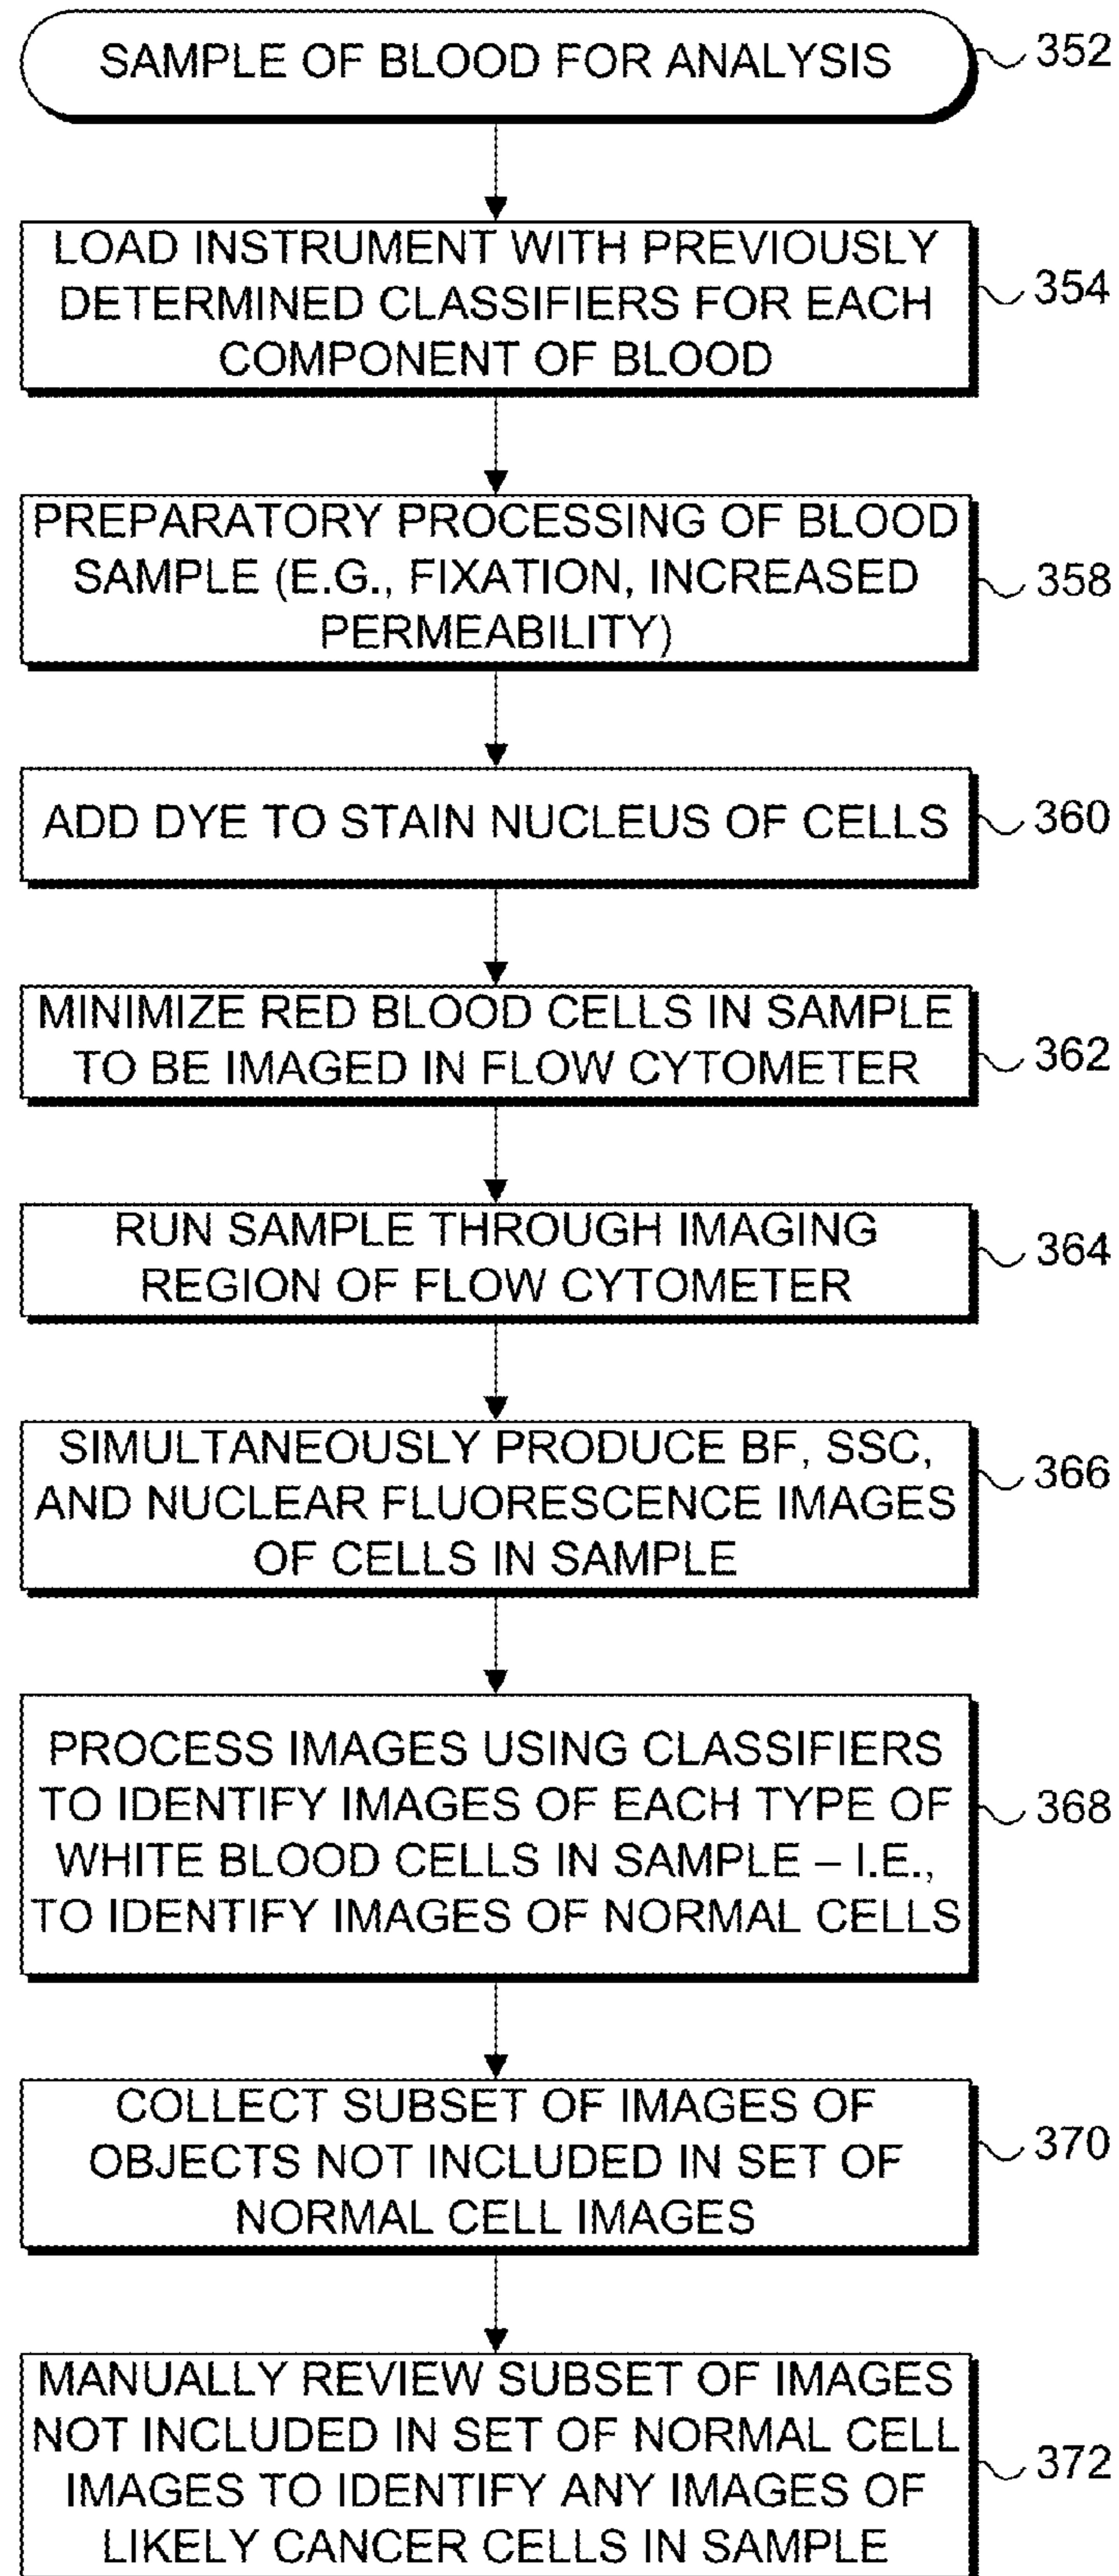 SAMPLE OF BLOOD FOR ANALYSIS
352
LOAD INSTRUMENT WITH PREVIOUSLY
DETERMINED CLASSIFIERS FOR EACH
COMPONENT OF BLOOD
354
PREPARATORY PROCESSING OF BLOOD
SAMPLE (E.G., FIXATION, INCREASED
PERMEABILITY)
358
ADD DYE TO STAIN NUCLEUS OF CELLS
360
MINIMIZE RED BLOOD CELLS IN SAMPLE
TO BE IMAGED IN FLOW CYTOMETER
362
RUN SAMPLE THROUGH IMAGING
REGION OF FLOW CYTOMETER
364
SIMULTANEOUSLY PRODUCE BF, SSC,
AND NUCLEAR FLUORESCENCE IMAGES
OF CELLS IN SAMPLE
366
PROCESS IMAGES USING CLASSIFIERS
TO IDENTIFY IMAGES OF EACH TYPE OF
WHITE BLOOD CELLS IN SAMPLE – I.E.,
TO IDENTIFY IMAGES OF NORMAL CELLS
368
COLLECT SUBSET OF IMAGES OF
OBJECTS NOT INCLUDED IN SET OF
NORMAL CELL IMAGES
370
MANUALLY REVIEW SUBSET OF IMAGES
NOT INCLUDED IN SET OF NORMAL CELL
IMAGES TO IDENTIFY ANY IMAGES OF
LIKELY CANCER CELLS IN SAMPLE
372